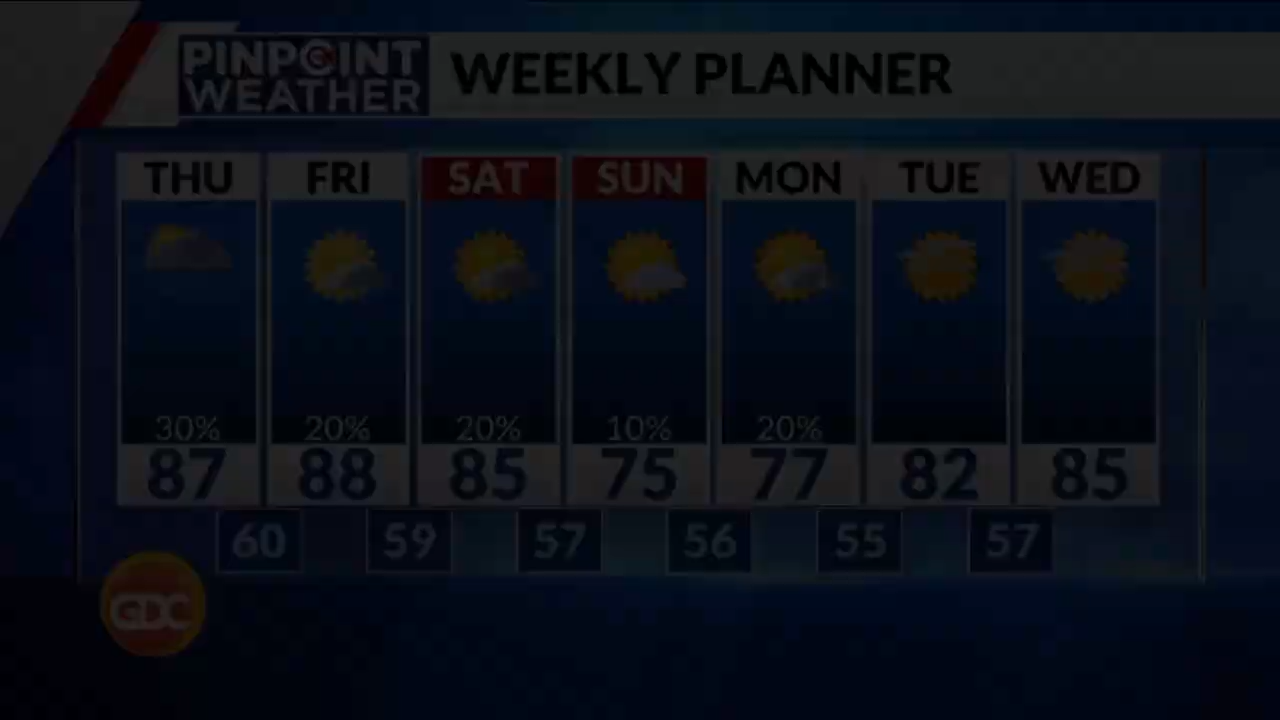 PINPOINT
WEATHER
WEEKLY PLANNER
THU FRI SAT SUN MON TUE WED
30% 20% 20% 10% 20%
87 88 85 75 77 82 85
60 59 57 56 55 57
GDC